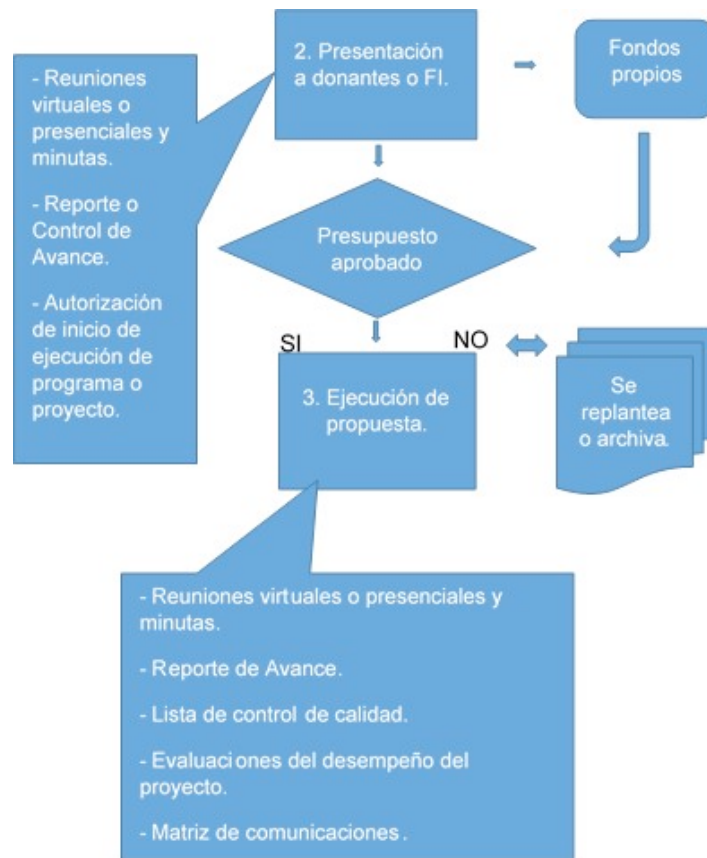 2. Presentación
a donantes o FI.
Fondos
propios
- Reuniones
virtuales o
presenciales y
minutas.
- Reporte o
Control de
Avance.
- Autorización
de inicio de
ejecución de
programa o
proyecto.
Presupuesto
aprobado
SI
NO
3. Ejecución de
propuesta.
Se
replantea
o archiva.
- Reuniones virtuales o presenciales y
minutas.
- Reporte de Avance.
- Lista de control de calidad.
- Evaluaciones del desempeño del
proyecto.
- Matriz de comunicaciones.